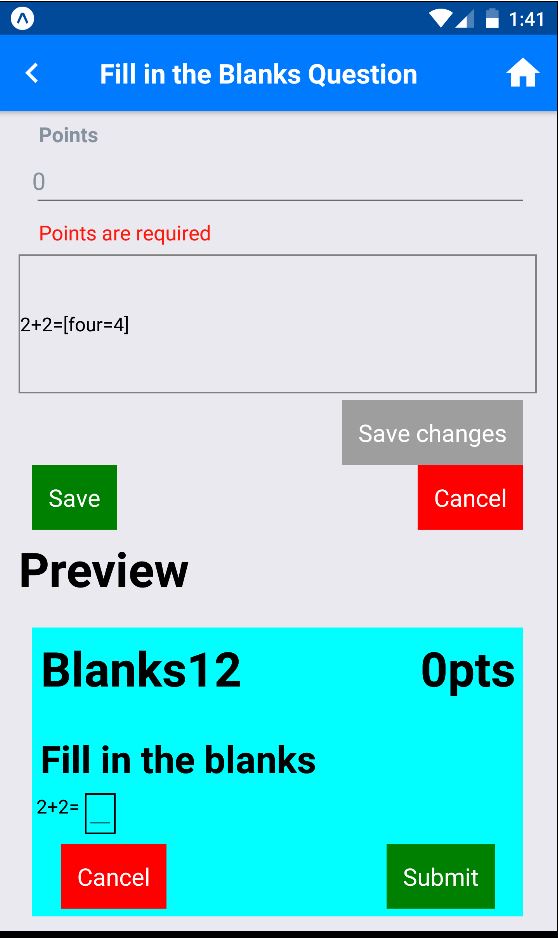 1:41
Fill in the Blanks Question
Points
0
Points are required
2+2=[four=4]
Save changes
Save Cancel
Preview
Blanks12 0pts
Fill in the blanks
2+2= __
Cancel Submit